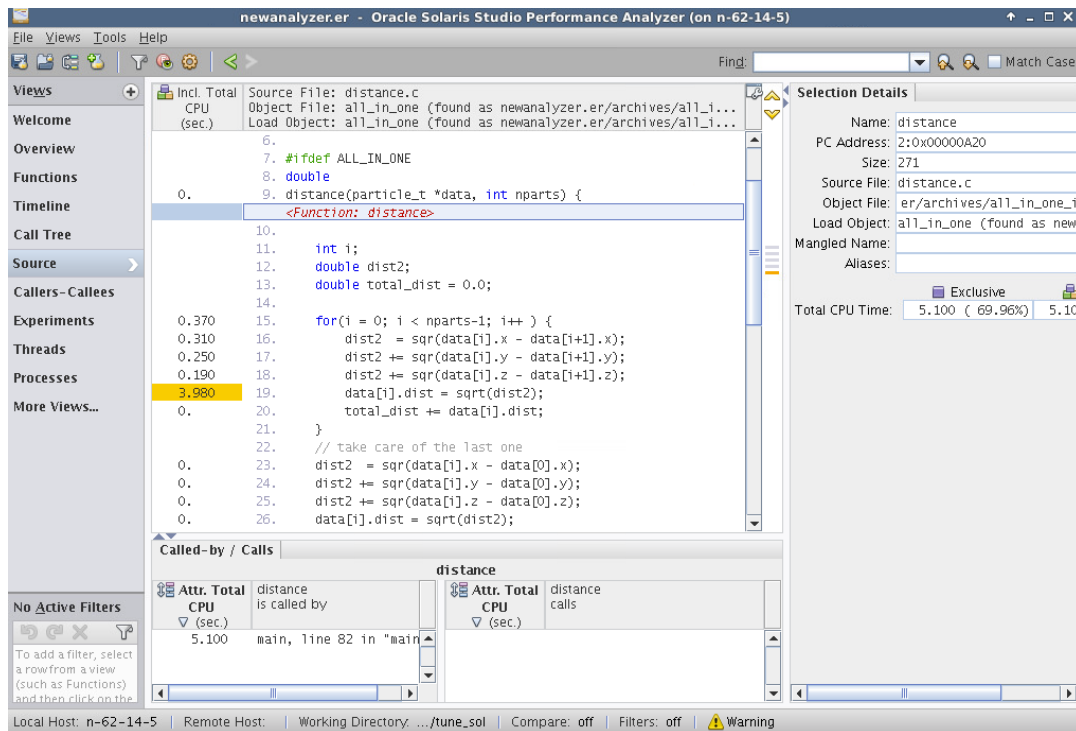 newanalyzer.er - Oracle Solaris Studio Performance Analyzer (on n-62-14-5)
File Views Tools Help
Find: Match Case
Views
Welcome
Overview
Functions
Timeline
Call Tree
Source
Callers-Callees
Experiments
Threads
Processes
More Views...
No Active Filters
To add a filter, select
a row from a view
(such as Functions)
and then click on the
Incl. Total
CPU
(sec.)
Source File: distance.c
Object File: all_in_one (found as newanalyzer.er/archives/all_i...
Load Object: all_in_one (found as newanalyzer.er/archives/all_i...
6.
7. #ifdef ALL_IN_ONE
8. double
0. 9. distance(particle_t *data, int nparts) {
<Function: distance>
10.
11. int i;
12. double dist2;
13. double total_dist = 0.0;
14.
0.370 15. for(i = 0; i < nparts-1; i++ ) {
0.310 16. dist2 = sqr(data[i].x - data[i+1].x);
0.250 17. dist2 += sqr(data[i].y - data[i+1].y);
0.190 18. dist2 += sqr(data[i].z - data[i+1].z);
3.980 19. data[i].dist = sqrt(dist2);
0. 20. total_dist += data[i].dist;
21. }
22. // take care of the last one
0. 23. dist2 = sqr(data[i].x - data[0].x);
0. 24. dist2 += sqr(data[i].y - data[0].y);
0. 25. dist2 += sqr(data[i].z - data[0].z);
0. 26. data[i].dist = sqrt(dist2);
Called-by / Calls
distance
Attr. Total
CPU
(sec.)
distance
is called by
5.100 main, line 82 in "main
Attr. Total
CPU
(sec.)
distance
calls
Selection Details
Name: distance
PC Address: 2:0x00000A20
Size: 271
Source File: distance.c
Object File: er/archives/all_in_one_i
Load Object: all_in_one (found as new
Mangled Name:
Aliases:
Exclusive
Total CPU Time: 5.100 ( 69.96%) 5.10
Local Host: n-62-14-5 | Remote Host: | Working Directory: .../tune_sol | Compare: off | Filters: off | Warning